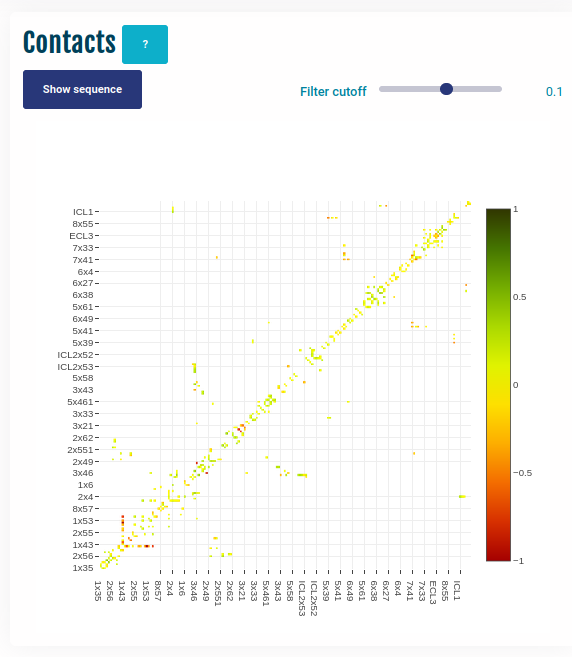 Contacts ?
Show sequence
Filter cutoff 0.1
ICL1
8x55
ECL3
7x33
7x41
6x4
6x27
6x38
5x61
6x49
5x41
5x39
ICL2x52
ICL2x53
5x58
3x43
5x461
3x33
3x21
2x62
2x551
2x49
3x46
1x6
2x4
8x57
1x53
2x55
1x43
2x56
1x35
1
0.5
0
−0.5
−1
1x35 2x56 1x43 2x55 1x53 8x57 2x4 1x6 3x46 2x49 2x551 2x62 3x21 3x33 5x461 3x43 5x58 ICL2x53 ICL2x52 5x39 5x41 6x49 5x61 6x38 6x27 6x4 7x41 7x33 ECL3 8x55 ICL1